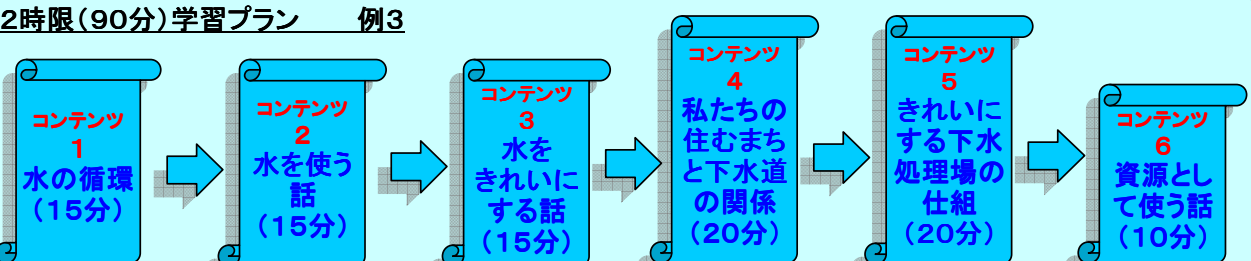 2時限(90分)学習プラン　例3
コンテンツ
1
水の循環
(15分)
コンテンツ
2
水を使う
話
(15分)
コンテンツ
3
水を
きれいに
する話
(15分)
コンテンツ
4
私たちの
住むまち
と下水道
の関係
(20分)
コンテンツ
5
きれいに
する下水
処理場の
仕組
(20分)
コンテンツ
6
資源とし
て使う話
(10分)